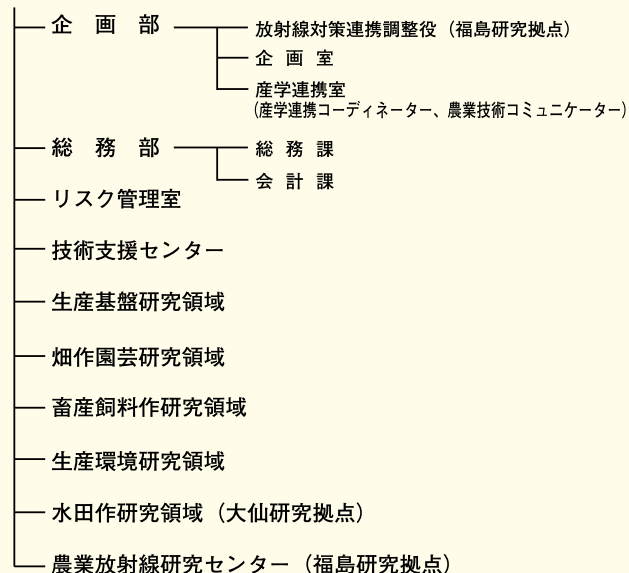 企画部
放射線対策連携調整役（福島研究拠点）
企画室
産学連携室
（産学連携コーディネーター、農業技術コミュニケーター）
総務部
総務課
会計課
リスク管理室
技術支援センター
生産基盤研究領域
畑作園芸研究領域
畜産飼料作研究領域
生産環境研究領域
水田作研究領域（大仙研究拠点）
農業放射線研究センター（福島研究拠点）